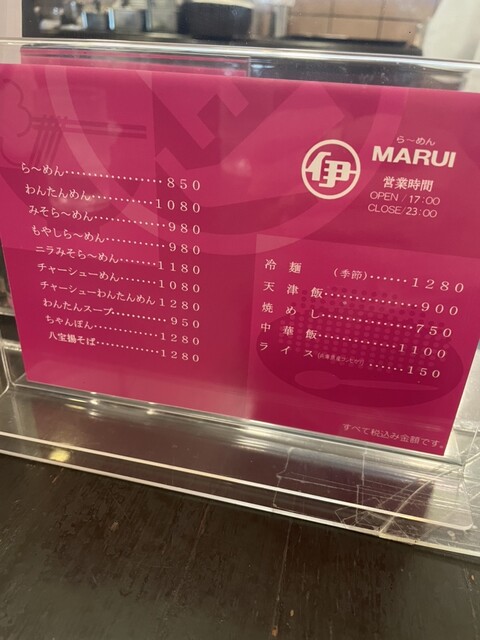 ら〜めん……………850
わんたんめん…………1080
みそら〜めん…………980
もやしら〜めん………980
ニラみそら〜めん……1180
チャーシューめん……1080
チャーシューわんたんめん 1280
わんたんスープ………950
ちゃんぽん……………1280
八宝揚そば……………1280
伊
ら〜めん
MARUI
営業時間
OPEN / 17:00
CLOSE / 23:00
冷麺 (季節)……1280
天津飯……………900
焼めし……………750
中華飯……………1100
ライス ……150
すべて税込み金額です。